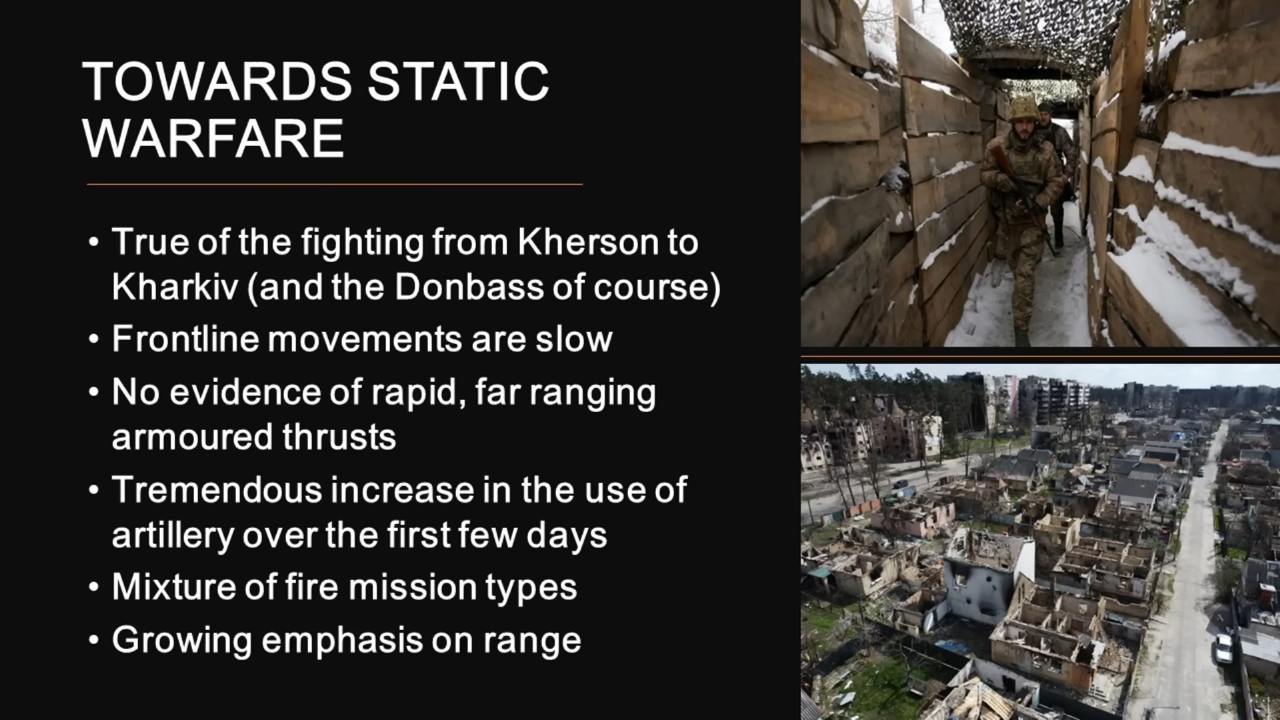 TOWARDS STATIC
WARFARE
• True of the fighting from Kherson to
Kharkiv (and the Donbass of course)
• Frontline movements are slow
• No evidence of rapid, far ranging
armoured thrusts
• Tremendous increase in the use of
artillery over the first few days
• Mixture of fire mission types
• Growing emphasis on range